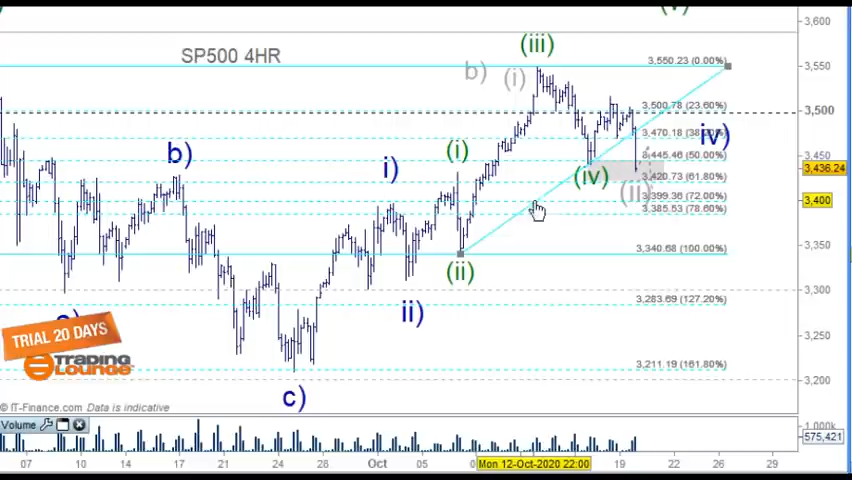 (v)
3,600
SP500 4HR
(iii)
b) (i)
3,550.23 (0.00%)
3,550
3,500.78 (23.60%)
3,500
b)
(i)
3,470.18 (38.20%)
iv)
i)
3,445.46 (50.00%)
3,450
3,436.24
(iv)
3,420.73 (61.80%)
(ii)
3,399.36 (72.00%)
3,400
3,385.53 (78.60%)
3,340.68 (100.00%)
3,350
(ii)
3,300
ii)
3,283.69 (127.20%)
TRIAL 20 DAYS
3,250
TRADING
LOUNGE
3,211.19 (161.80%)
3,200
c)
© IT-Finance.com Data is indicative
Volume
1,000k
575,421
07 14 17 21 24 28 Oct 05 Mon 12-Oct-2020 22:00 19 22 26 29